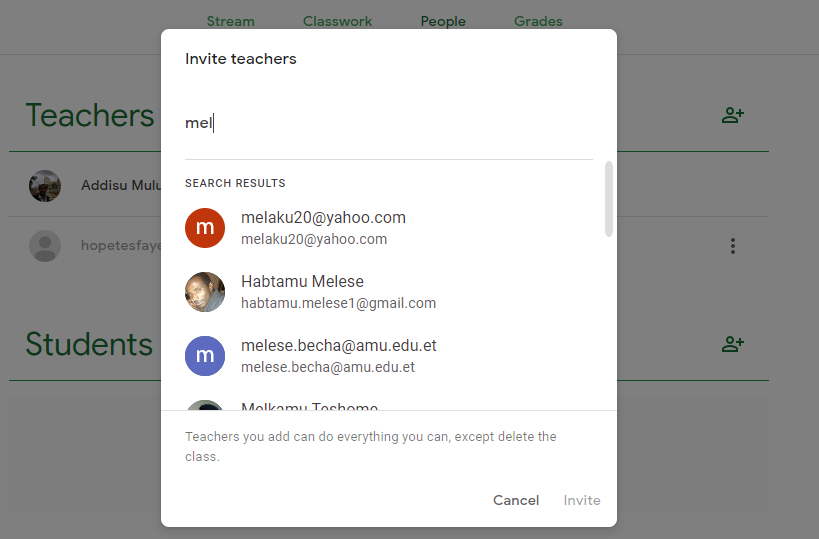 Stream Classwork People Grades
Invite teachers
Teachers
mel
SEARCH RESULTS
Addisu Mulu
m
melaku20@yahoo.com
melaku20@yahoo.com
hopetesfaye
Habtamu Melese
habtamu.melese1@gmail.com
Students
m
melese.becha@amu.edu.et
melese.becha@amu.edu.et
Melkamu Teshome
Teachers you add can do everything you can, except delete the
class.
Cancel Invite